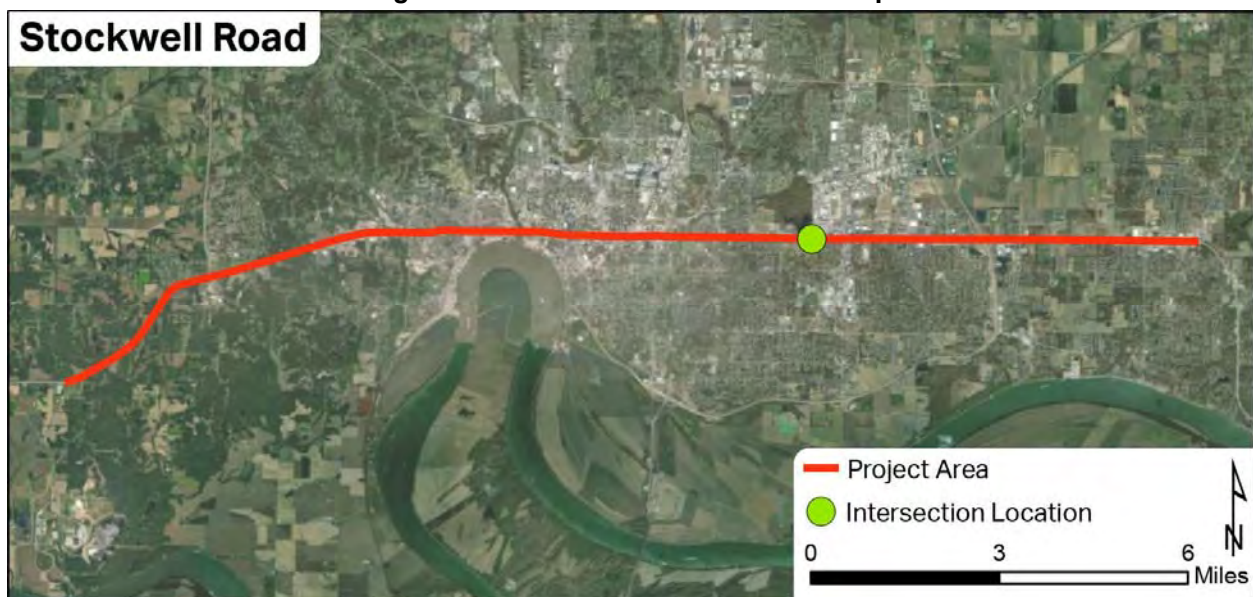 Stockwell Road
Project Area
Intersection Location
N
0 3 6
Miles